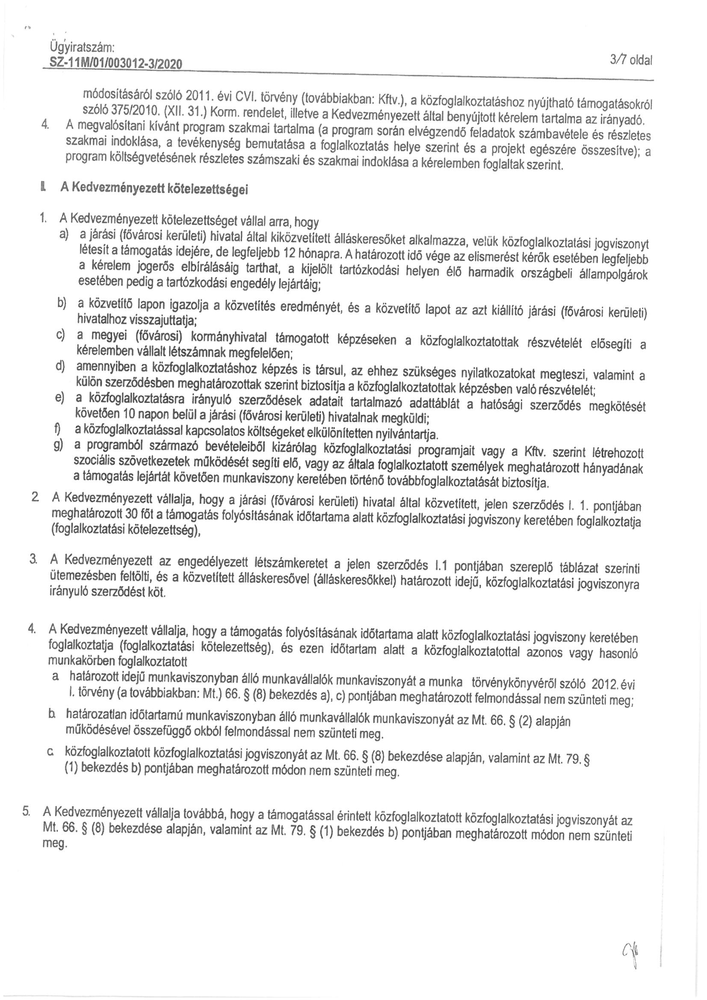 Ügyiratszám:
SZ-11M/01/003012-3/2020
3/7 oldal
módosításáról szóló 2011. évi CVI. törvény (továbbiakban: Kftv.), a közfoglalkoztatáshoz nyújtható támogatásokról
szóló 375/2010. (XII. 31.) Korm. rendelet, illetve a Kedvezményezett által benyújtott kérelem tartalma az irányadó.
4. A megvalósítani kívánt program szakmai tartalma (a program során elvégzendő feladatok számbavétele és részletes
szakmai indoklása, a tevékenység bemutatása a foglalkoztatás helye szerint és a projekt egészére összesítve); a
program költségvetésének részletes számszaki és szakmai indoklása a kérelemben foglaltak szerint.
I. A Kedvezményezett kötelezettségei
1. A Kedvezményezett kötelezettséget vállal arra, hogy
a) a járási (fővárosi kerületi) hivatal által kiközvetített álláskeresőket alkalmazza, velük közfoglalkoztatási jogviszonyt
létesít a támogatás idejére, de legfeljebb 12 hónapra. A határozott idő vége az elismerést kérők esetében legfeljebb
a kérelem jogerős elbírálásáig tarthat, a kijelölt tartózkodási helyen élő harmadik országbeli állampolgárok
esetében pedig a tartózkodási engedély lejártáig;
b) a közvetítő lapon igazolja a közvetítés eredményét, és a közvetítő lapot az azt kiállító járási (fővárosi kerületi)
hivatalhoz visszajuttatja;
c) a megyei (fővárosi) kormányhivatal támogatott képzéseken a közfoglalkoztatottak részvételét elősegíti a
kérelemben vállalt létszámnak megfelelően;
d) amennyiben a közfoglalkoztatáshoz képzés is társul, az ehhez szükséges nyilatkozatokat megteszi, valamint a
külön szerződésben meghatározottak szerint biztosítja a közfoglalkoztatottak képzésben való részvételét;
e) a közfoglalkoztatásra irányuló szerződések adatait tartalmazó adattáblát a hatósági szerződés megkötését
követően 10 napon belül a járási (fővárosi kerületi) hivatalnak megküldi;
f) a közfoglalkoztatással kapcsolatos költségeket elkülönítetten nyilvántartja.
g) a programból származó bevételeiből kizárólag közfoglalkoztatási programjait vagy a Kftv. szerint létrehozott
szociális szövetkezetek működését segíti elő, vagy az általa foglalkoztatott személyek meghatározott hányadának
a támogatás lejártát követően munkaviszony keretében történő továbbfoglalkoztatását biztosítja.
2 A Kedvezményezett vállalja, hogy a járási (fővárosi kerületi) hivatal által közvetített, jelen szerződés I. 1. pontjában
meghatározott 30 főt a támogatás folyósításának időtartama alatt közfoglalkoztatási jogviszony keretében foglalkoztatja
(foglalkoztatási kötelezettség),
3. A Kedvezményezett az engedélyezett létszámkeretet a jelen szerződés I.1 pontjában szereplő táblázat szerinti
ütemezésben feltölti, és a közvetített álláskeresővel (álláskeresőkkel) határozott idejű, közfoglalkoztatási jogviszonyra
irányuló szerződést köt.
4. A Kedvezményezett vállalja, hogy a támogatás folyósításának időtartama alatt közfoglalkoztatási jogviszony keretében
foglalkoztatja (foglalkoztatási kötelezettség), és ezen időtartam alatt a közfoglalkoztatottal azonos vagy hasonló
munkakörben foglalkoztatott
a határozott idejű munkaviszonyban álló munkavállalók munkaviszonyát a munka törvénykönyvéről szóló 2012. évi
I. törvény (a továbbiakban: Mt.) 66. § (8) bekezdés a), c) pontjában meghatározott felmondással nem szünteti meg;
b. határozatlan időtartamú munkaviszonyban álló munkavállalók munkaviszonyát az Mt. 66. § (2) alapján
működésével összefüggő okból felmondással nem szünteti meg.
c. közfoglalkoztatott közfoglalkoztatási jogviszonyát az Mt. 66. § (8) bekezdése alapján, valamint az Mt. 79. §
(1) bekezdés b) pontjában meghatározott módon nem szünteti meg.
5. A Kedvezményezett vállalja továbbá, hogy a támogatással érintett közfoglalkoztatott közfoglalkoztatási jogviszonyát az
Mt. 66. § (8) bekezdése alapján, valamint az Mt. 79. § (1) bekezdés b) pontjában meghatározott módon nem szünteti
meg.